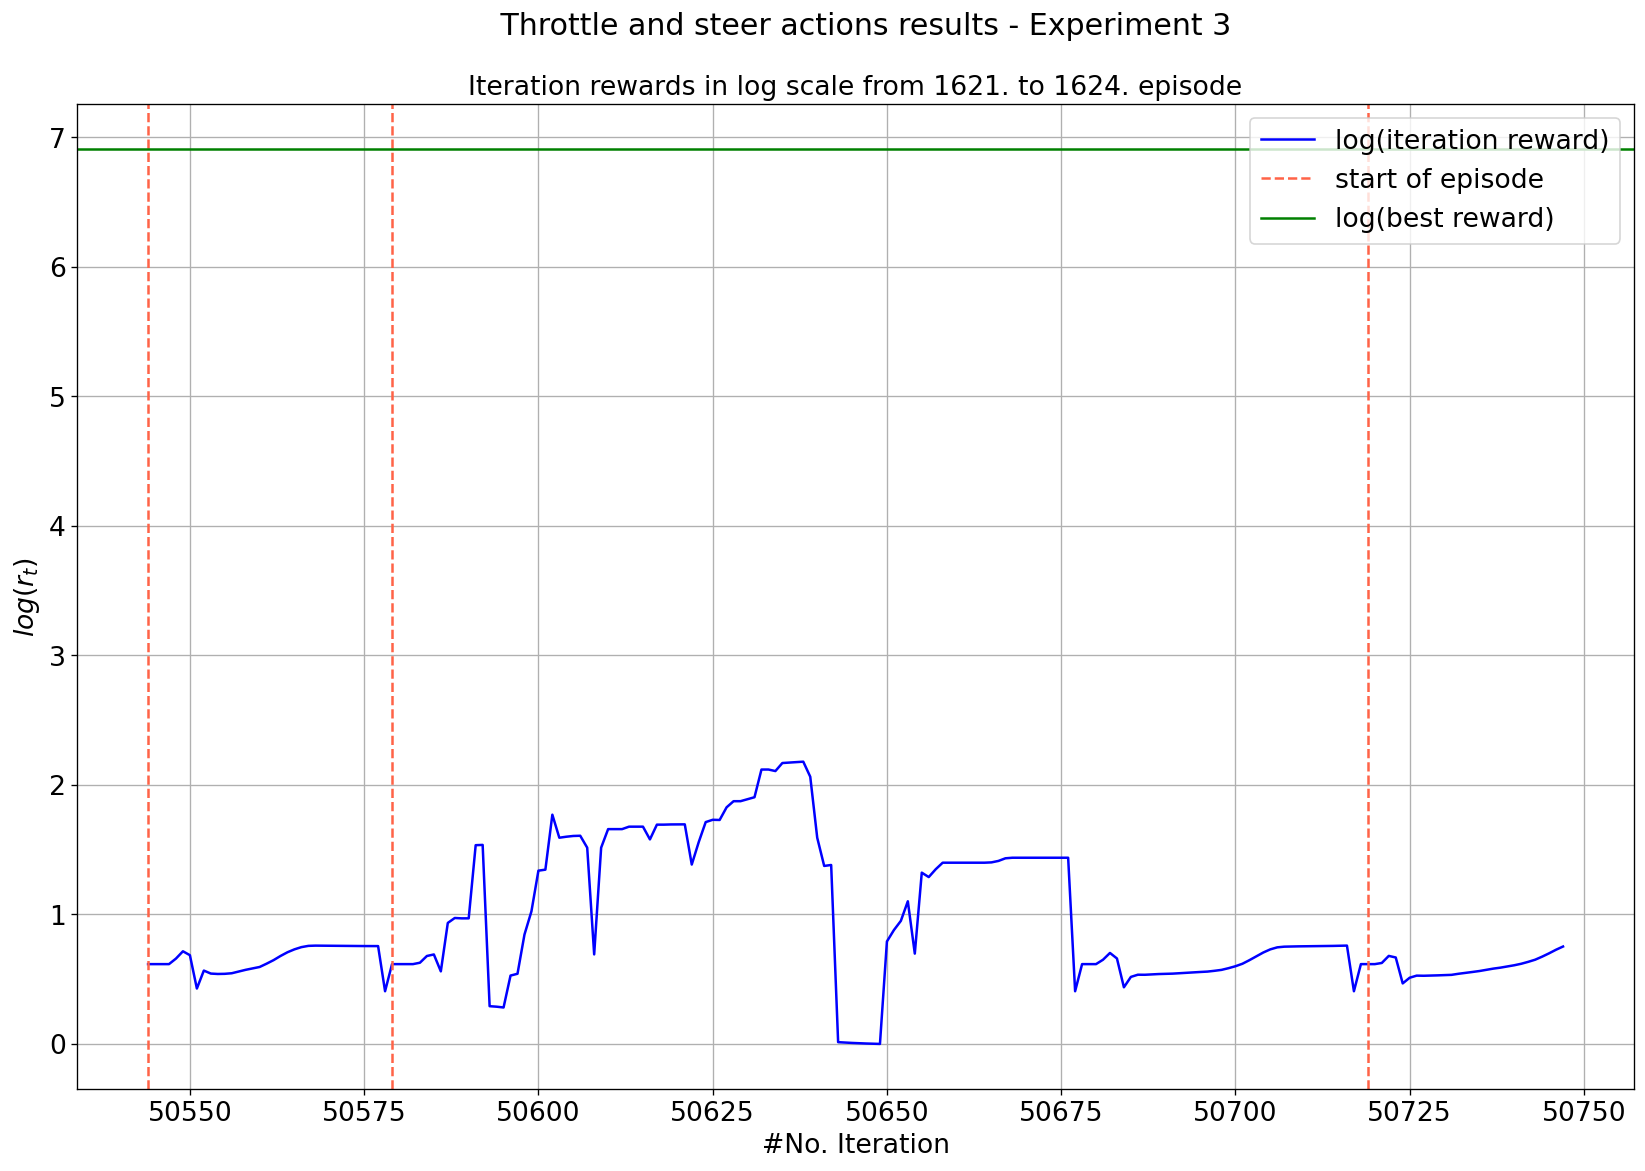 Throttle and steer actions results - Experiment 3
Iteration rewards in log scale from 1621. to 1624. episode
log(iteration reward)
start of episode
log(best reward)
7
6
5
4
3
2
1
0
log(r_t)
50550 50575 50600 50625 50650 50675 50700 50725 50750
#No. Iteration